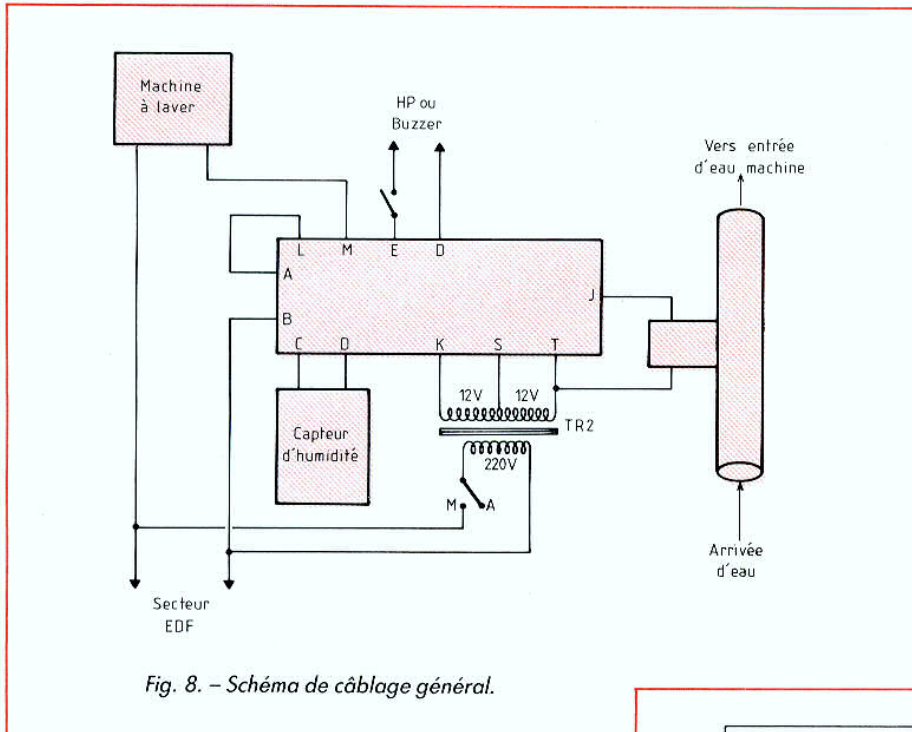 Machine
à laver
HP ou
Buzzer
Vers entrée
d'eau machine
L M E D
A
J
B
C D K S T
12V 12V
TR2
Capteur
d'humidité
220V
M A
Arrivée
d'eau
Secteur
EDF
Fig. 8. – Schéma de câblage général.